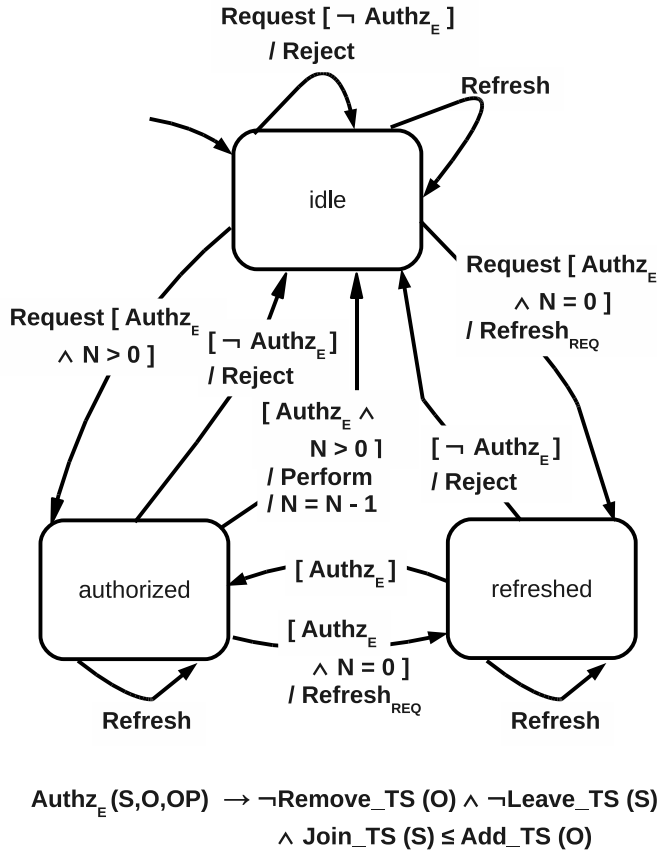 Request [ ¬ Authz_E ]
/ Reject
Refresh
idle
Request [ Authz_E
∧ N > 0 ]
Request [ Authz_E
∧ N = 0 ]
/ Refresh_REQ
[ ¬ Authz_E ]
/ Reject
[ Authz_E ∧
N > 0 ]
/ Perform
/ N = N - 1
[ ¬ Authz_E ]
/ Reject
authorized
[ Authz_E ]
refreshed
[ Authz_E
∧ N = 0 ]
/ Refresh_REQ
Refresh
Refresh
Authz_E (S,O,OP) → ¬Remove_TS (O) ∧ ¬Leave_TS (S)
∧ Join_TS (S) ≤ Add_TS (O)